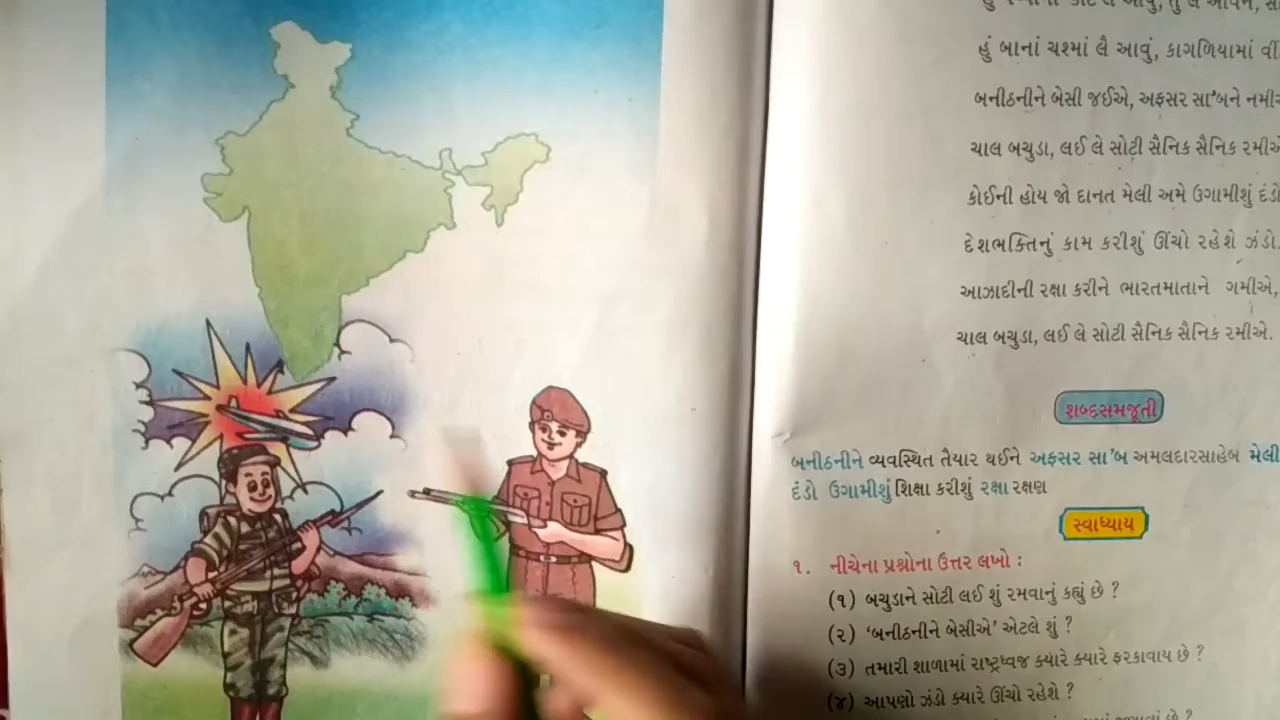 હું બાનાં ચશ્માં લૈ આવું, કાગળિયામાં
બનીઠનીને બેસી જઈએ, અફસર સા'બને
ચાલ બચુડા, લઈ લે સોટી સૈનિક સૈનિક રમીએ
કોઈની હોય જો દાનત મેલી અમે ઉગામીશું દંડો
દેશભક્તિનું કામ કરીશું ઊંચો રહેશે ઝંડો.
આઝાદીની રક્ષા કરીને ભારતમાતાને ગમીએ,
ચાલ બચુડા, લઈ લે સોટી સૈનિક સૈનિક રમીએ.
શબ્દસમજૂતી
બનીઠનીને વ્યવસ્થિત તૈયાર થઈને અફસર સા'બ અમલદારસાહેબ મેલી
દંડો ઉગામીશું શિક્ષા કરીશું રક્ષા રક્ષણ
સ્વાધ્યાય
૧. નીચેના પ્રશ્નોના ઉત્તર લખો :
(૧) બચુડાને સોટી લઈ શું રમવાનું કહ્યું છે ?
(૨) 'બનીઠનીને બેસીએ' એટલે શું ?
(૩) તમારી શાળામાં રાષ્ટ્રધ્વજ ક્યારે ક્યારે ફરકાવાય છે ?
(૪) આપણો ઝંડો ક્યારે ઊંચો રહેશે ?